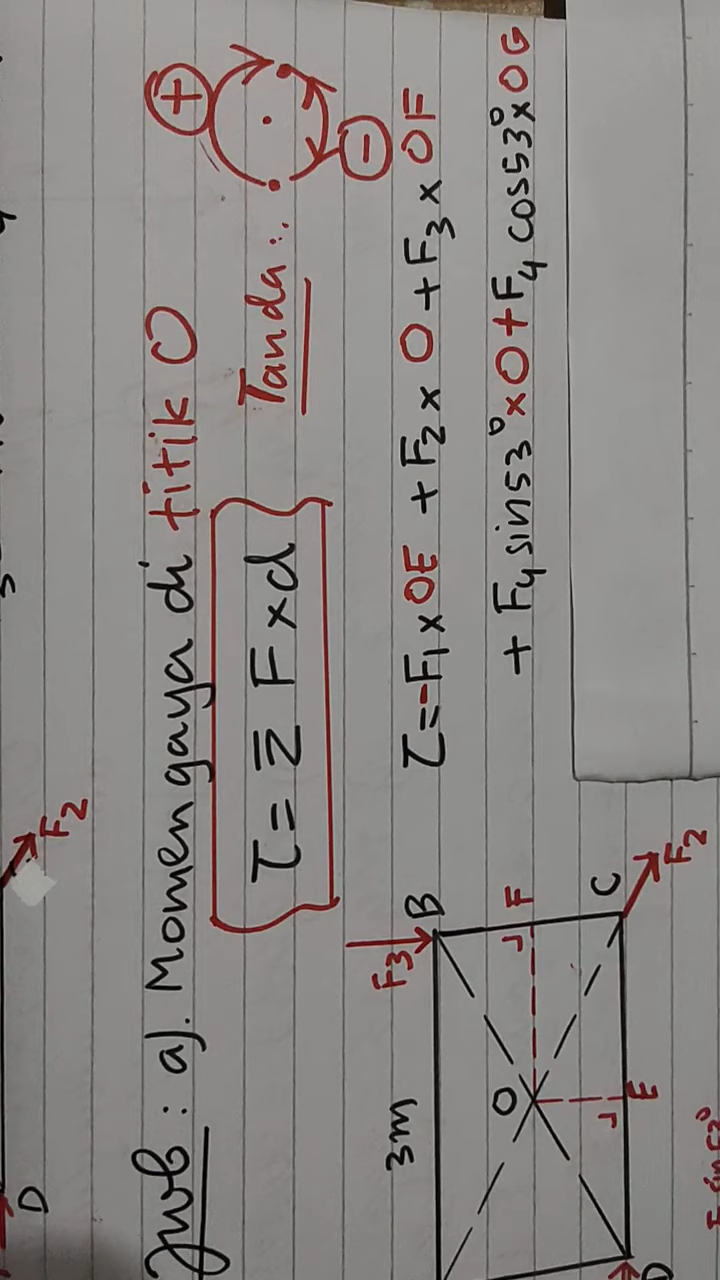 Jwb : a). Momen gaya di titik O
τ = Σ F x d
Tanda :.
+
-
τ = -F₁ x OE + F₂ x O + F₃ x OF
+ F₄ sin53° x O + F₄ cos53° x OG
F₂
D
3m
F₃
B
O
F
E
C
F₂
D